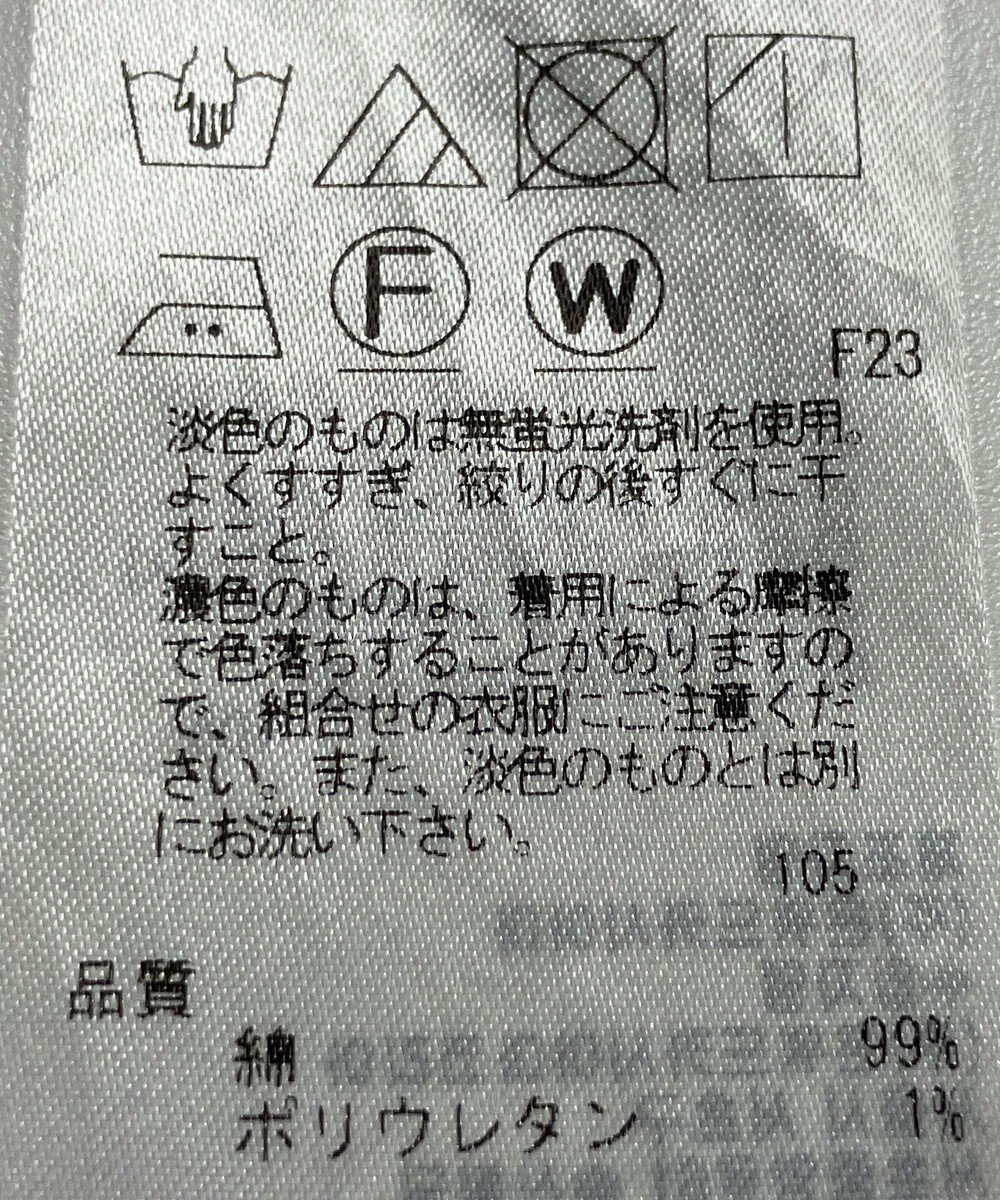 F W
F23
淡色のものは無蛍光洗剤を使用。
よくすすぎ、絞りの後すぐに干
すこと。
濃色のものは、着用による摩擦
で色落ちすることがありますの
で、組合せの衣服にご注意くだ
さい。また、淡色のものとは別
にお洗い下さい。
105
品質
綿 99%
ポリウレタン 1%